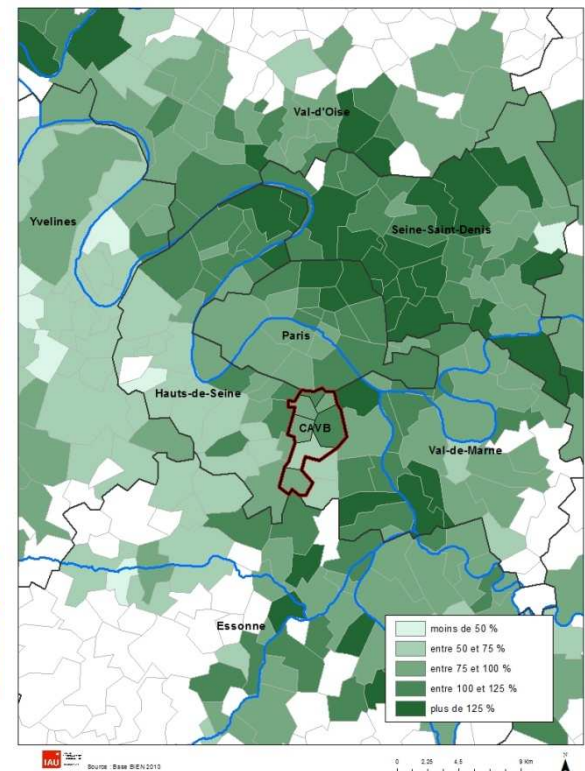 Val-d'Oise
Yvelines
Seine-Saint-Denis
Paris
Hauts-de-Seine
CAVB
Val-de-Marne
Essonne
moins de 50 %
entre 50 et 75 %
entre 75 et 100 %
entre 100 et 125 %
plus de 125 %
IAU
Source : Base BIEN 2013
0 2.25 4.5 9 Km